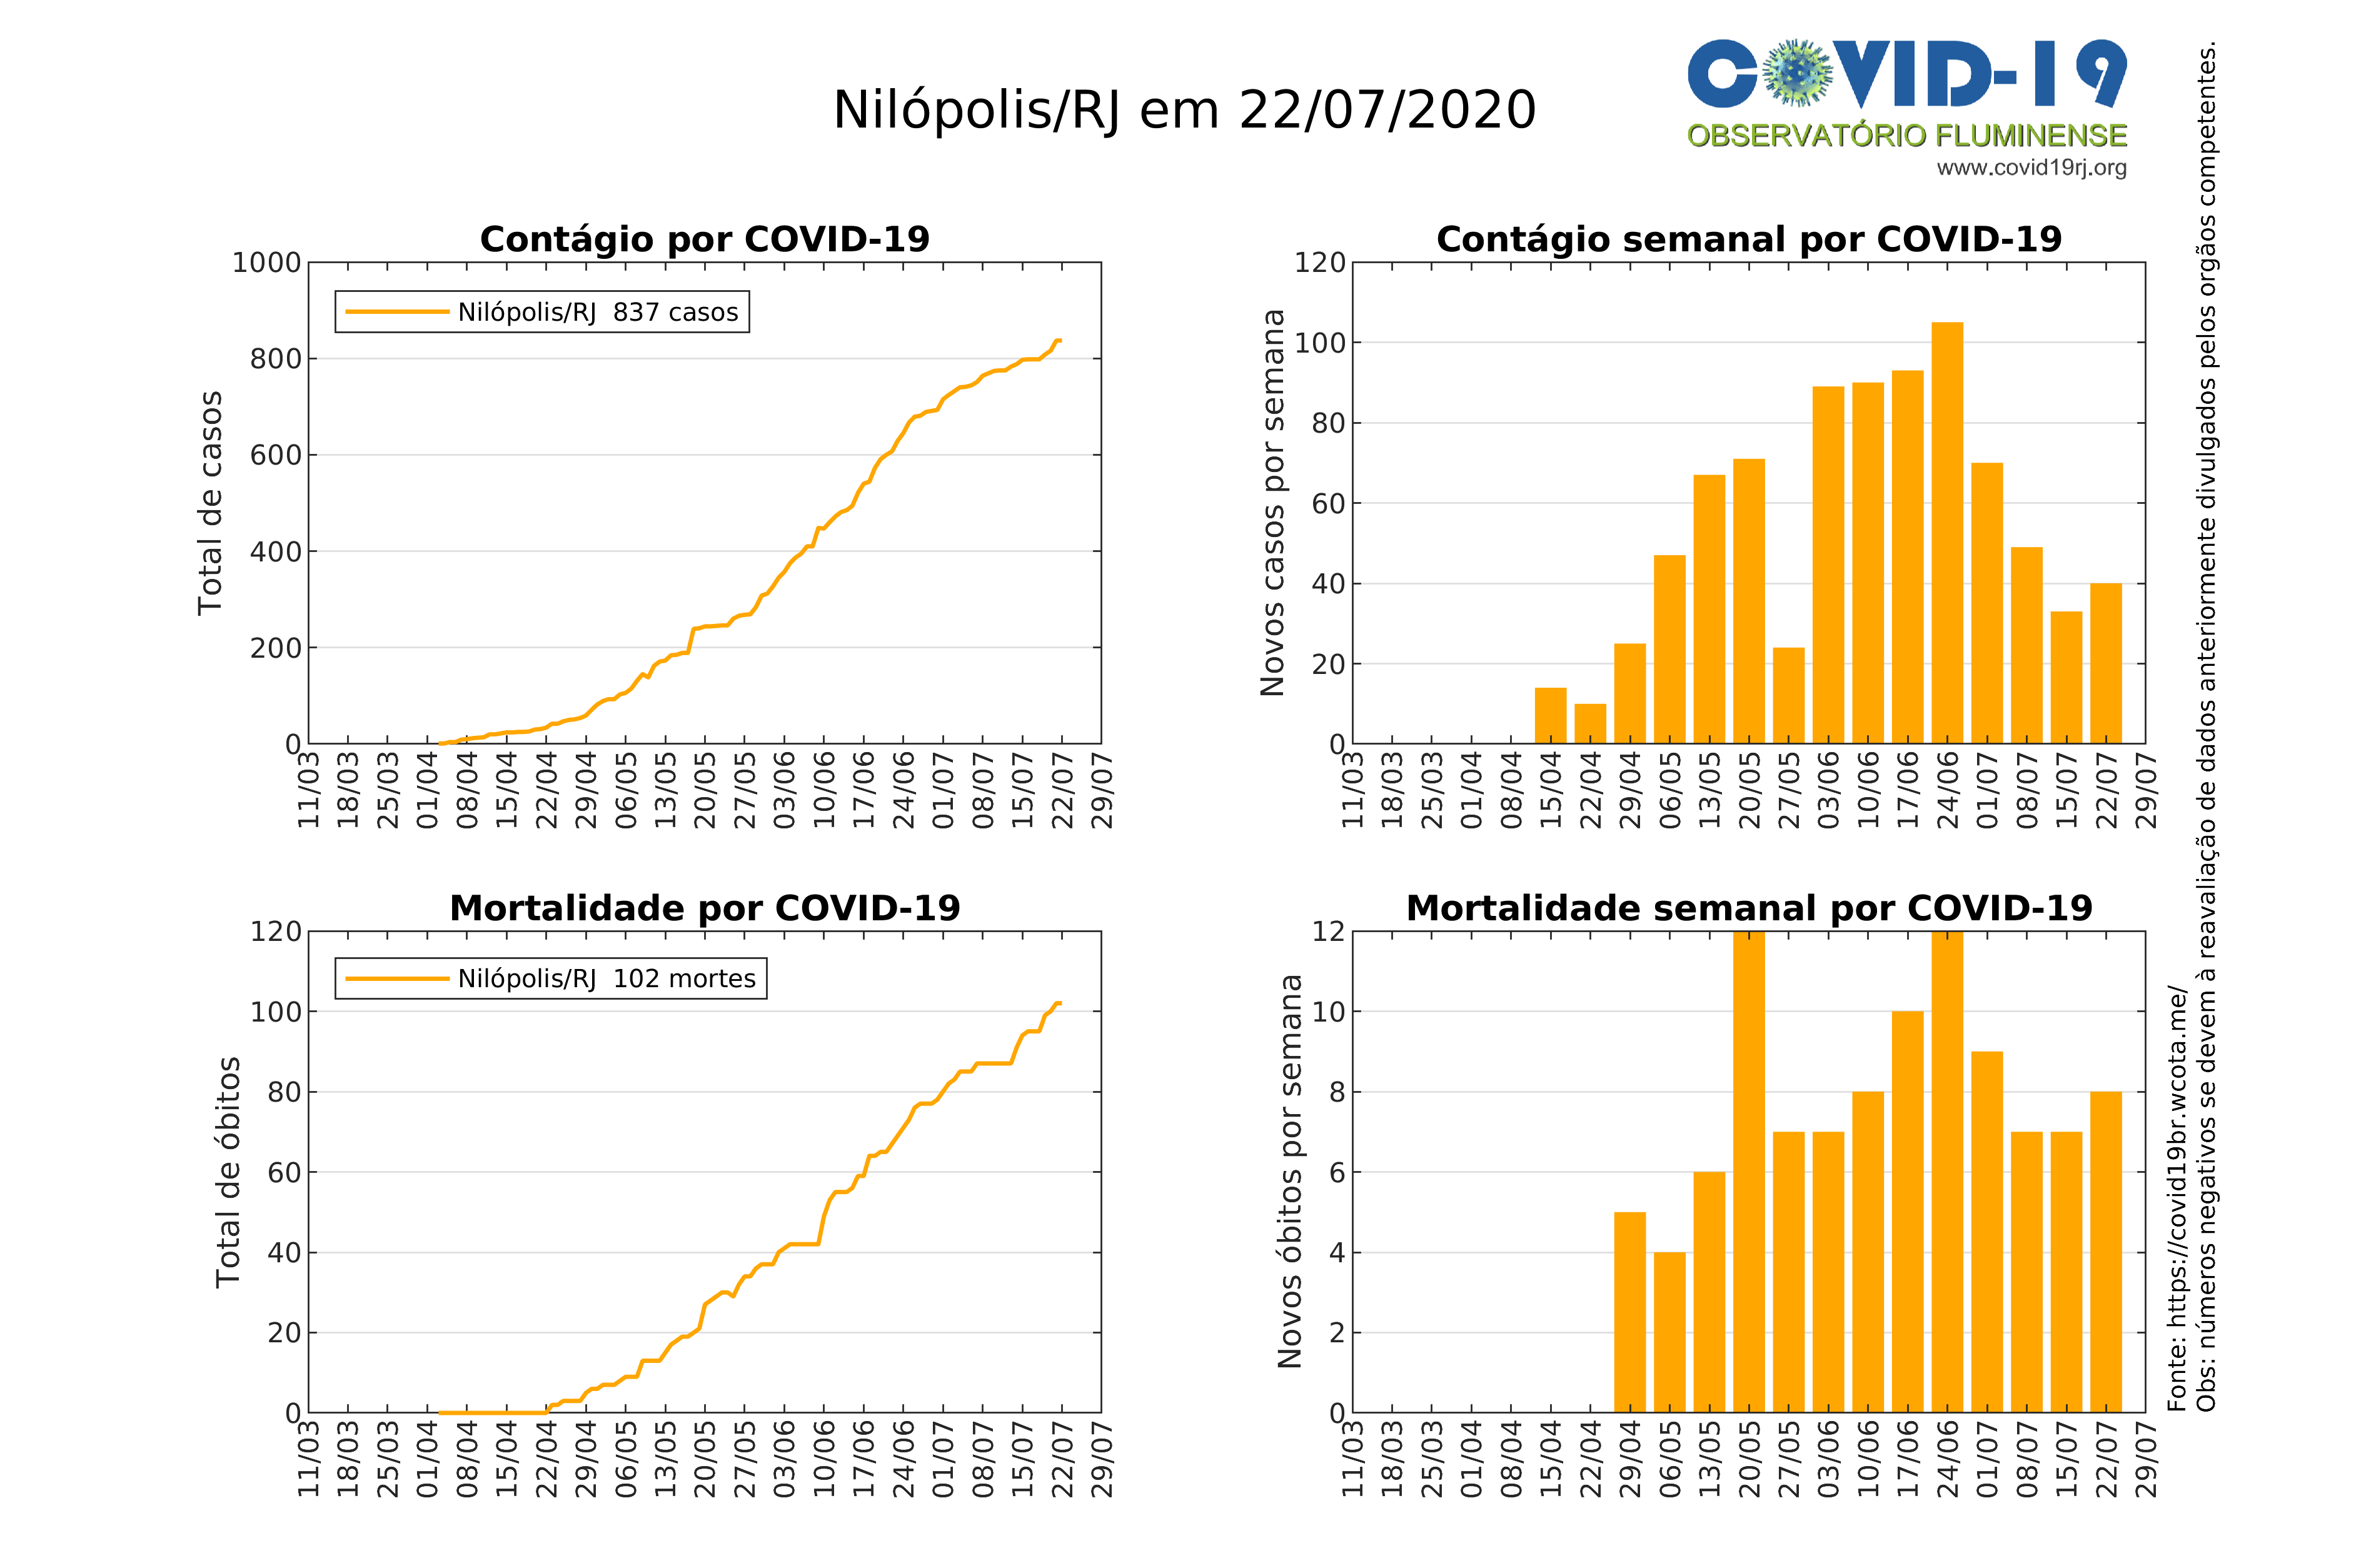 Nilópolis/RJ em 22/07/2020
COVID-19
OBSERVATÓRIO FLUMINENSE
www.covid19rj.org
Contágio por COVID-19
Total de casos
1000
800
600
400
200
0
Nilópolis/RJ 837 casos
11/03 18/03 25/03 01/04 08/04 15/04 22/04 29/04 06/05 13/05 20/05 27/05 03/06 10/06 17/06 24/06 01/07 08/07 15/07 22/07 29/07
Contágio semanal por COVID-19
Novos casos por semana
120
100
80
60
40
20
0
11/03 18/03 25/03 01/04 08/04 15/04 22/04 29/04 06/05 13/05 20/05 27/05 03/06 10/06 17/06 24/06 01/07 08/07 15/07 22/07 29/07
Mortalidade por COVID-19
Total de óbitos
120
100
80
60
40
20
0
Nilópolis/RJ 102 mortes
11/03 18/03 25/03 01/04 08/04 15/04 22/04 29/04 06/05 13/05 20/05 27/05 03/06 10/06 17/06 24/06 01/07 08/07 15/07 22/07 29/07
Mortalidade semanal por COVID-19
Novos óbitos por semana
12
10
8
6
4
2
0
11/03 18/03 25/03 01/04 08/04 15/04 22/04 29/04 06/05 13/05 20/05 27/05 03/06 10/06 17/06 24/06 01/07 08/07 15/07 22/07 29/07
Fonte: https://covid19br.wcota.me/
Obs: números negativos se devem à reavaliação de dados anteriormente divulgados pelos orgãos competentes.